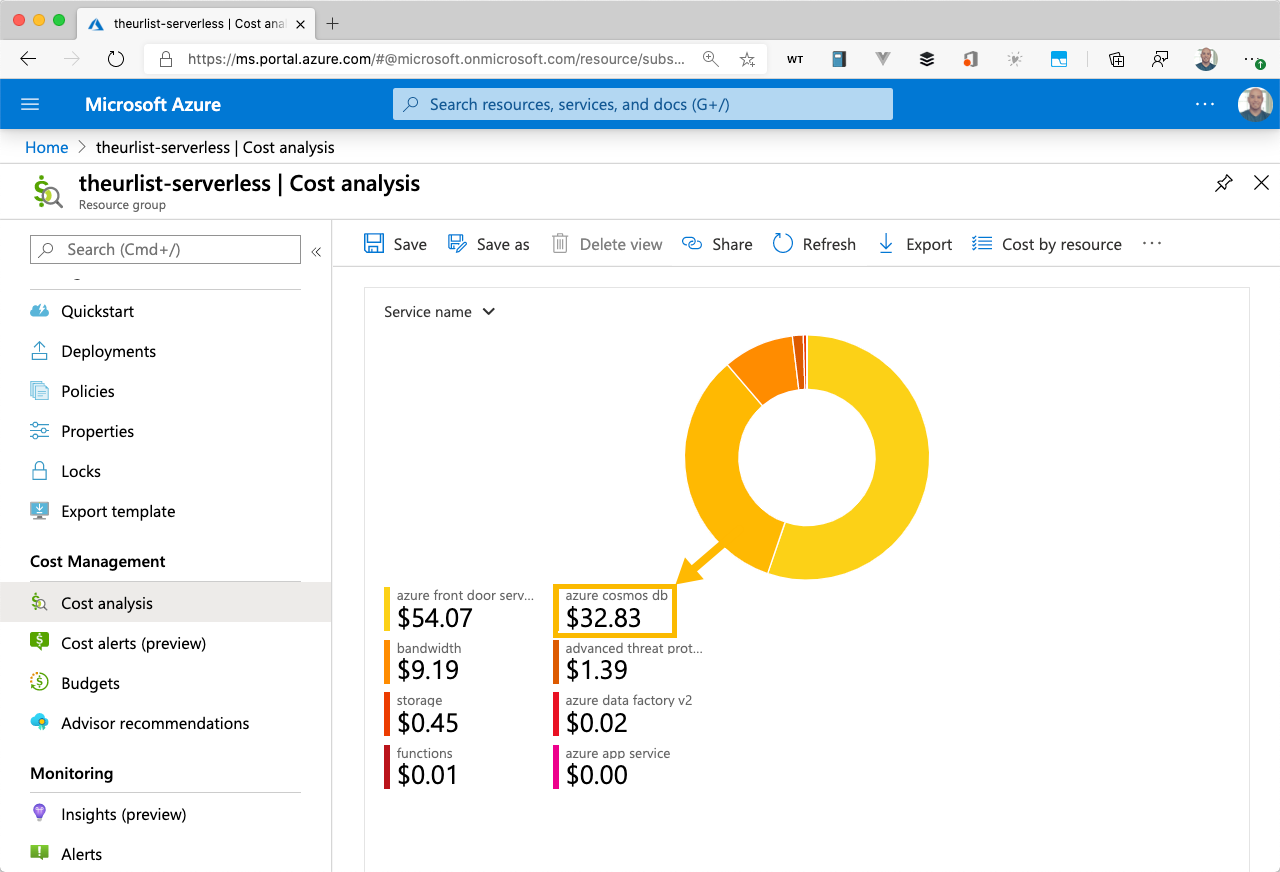 theurlist-serverless | Cost ana
https://ms.portal.azure.com/#@microsoft.onmicrosoft.com/resource/subs...
WT
Microsoft Azure
Search resources, services, and docs (G+/)
Home > theurlist-serverless | Cost analysis
theurlist-serverless | Cost analysis
Resource group
Search (Cmd+/)
«
Save
Save as
Delete view
Share
Refresh
Export
Cost by resource
Quickstart
Deployments
Policies
Properties
Locks
Export template
Cost Management
Cost analysis
Cost alerts (preview)
Budgets
Advisor recommendations
Monitoring
Insights (preview)
Alerts
Service name
azure front door serv...
$54.07
azure cosmos db
$32.83
bandwidth
$9.19
advanced threat prot...
$1.39
storage
$0.45
azure data factory v2
$0.02
functions
$0.01
azure app service
$0.00